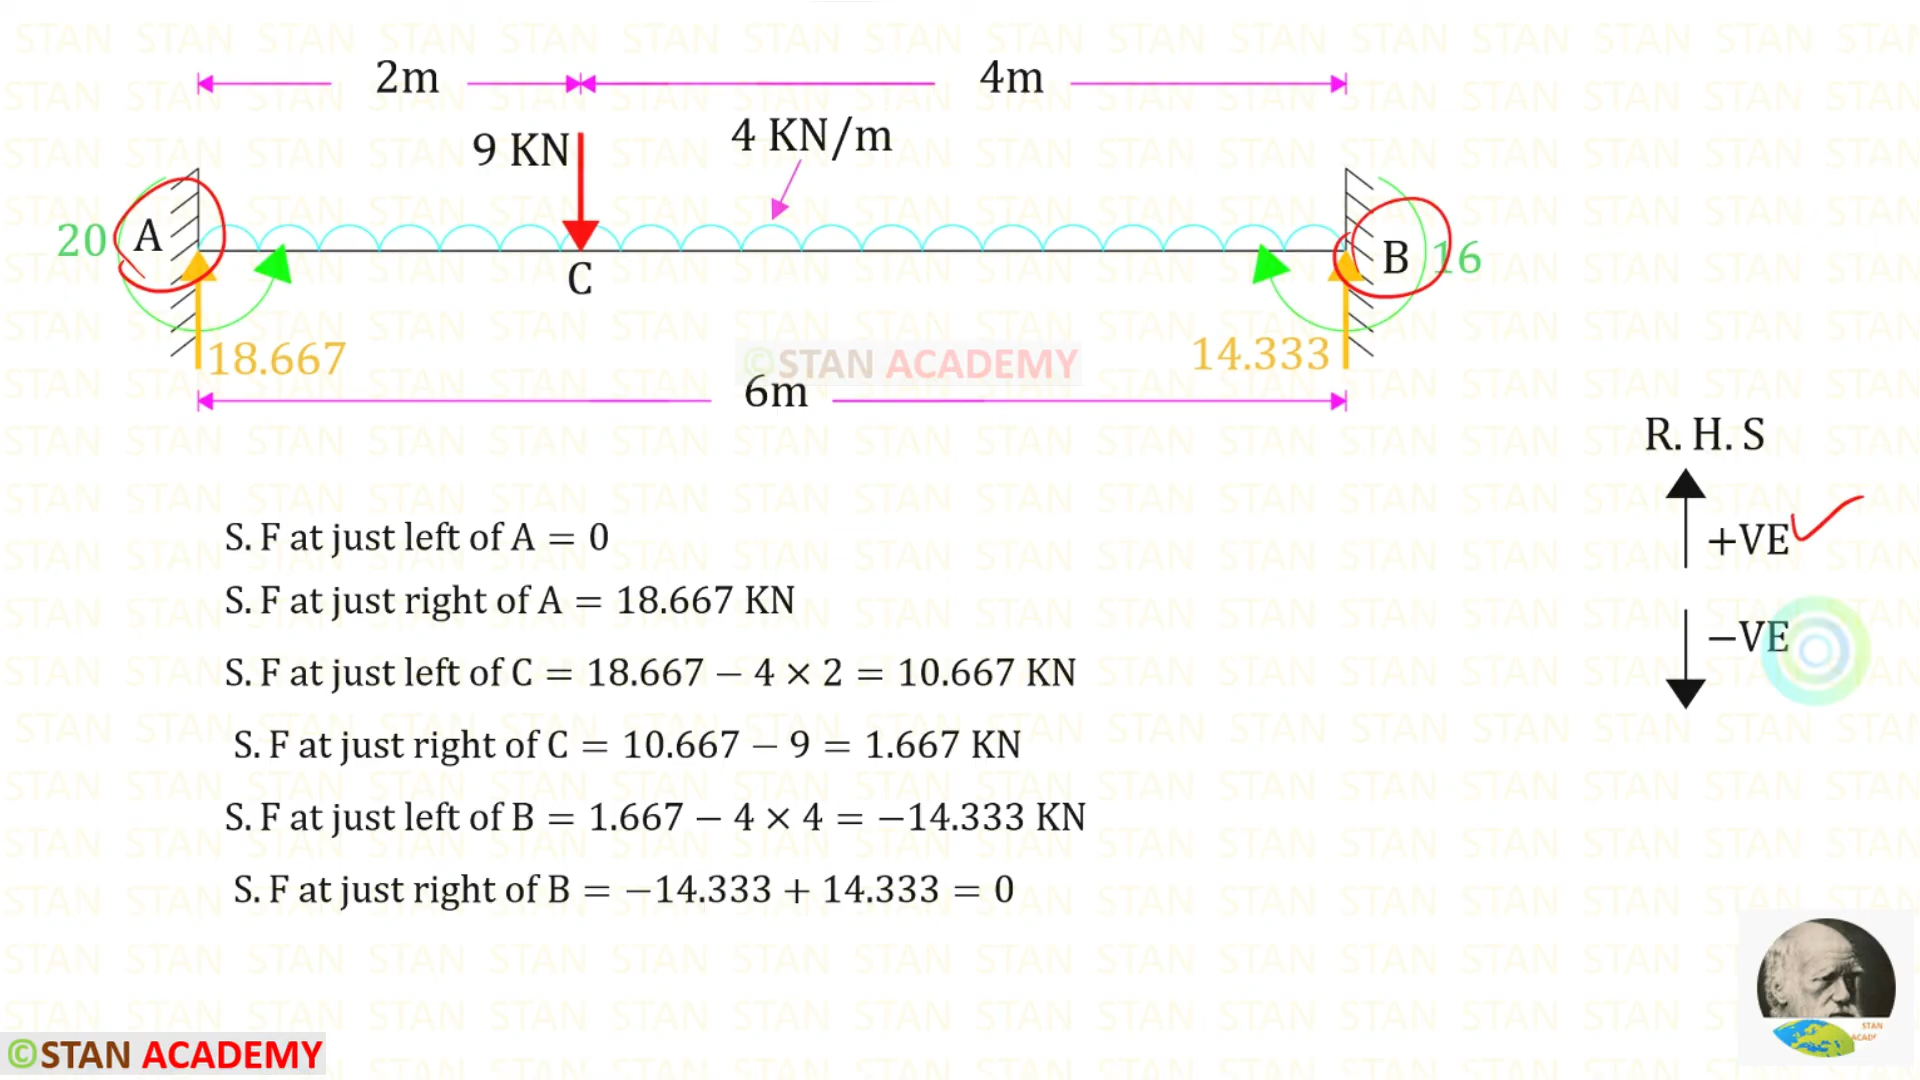 2m 4m
9 KN 4 KN/m
20 A B 16
C
18.667 ©STAN ACADEMY 14.333
6m
R. H. S
+VE
−VE
S. F at just left of A = 0
S. F at just right of A = 18.667 KN
S. F at just left of C = 18.667 − 4 × 2 = 10.667 KN
S. F at just right of C = 10.667 − 9 = 1.667 KN
S. F at just left of B = 1.667 − 4 × 4 = −14.333 KN
S. F at just right of B = −14.333 + 14.333 = 0
©STAN ACADEMY
STAN